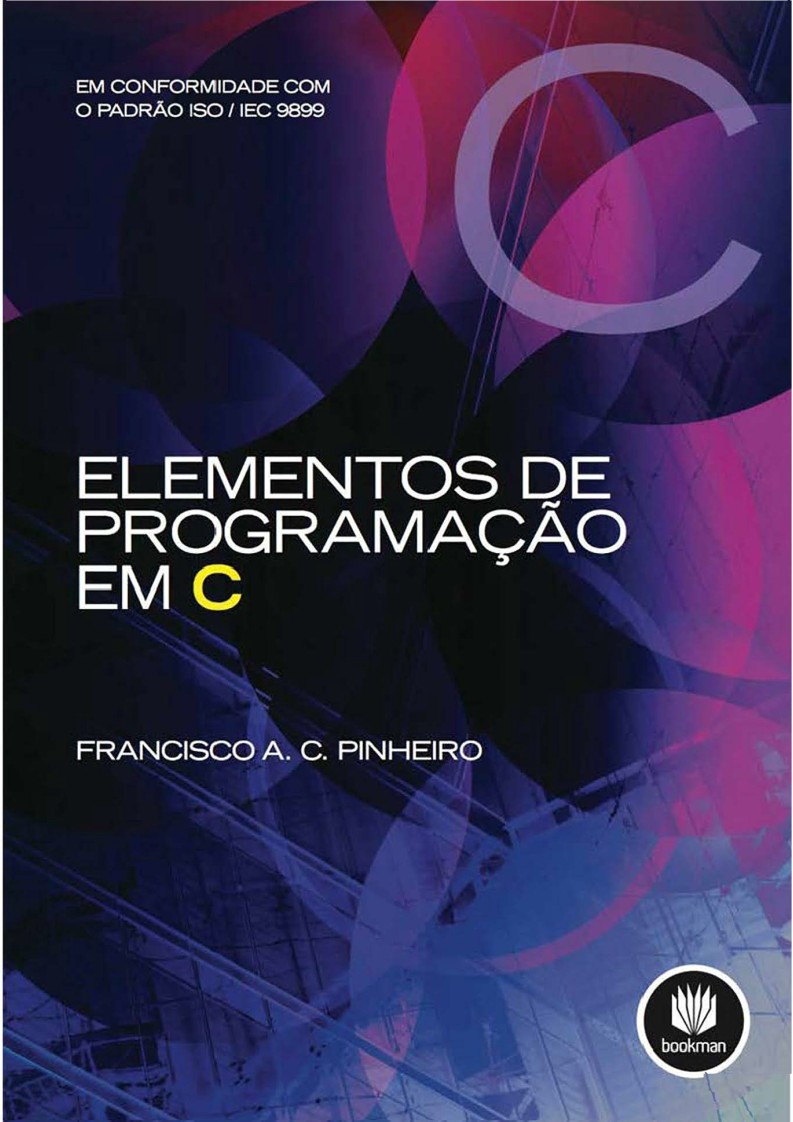 EM CONFORMIDADE COM
O PADRÃO ISO / IEC 9899
C
ELEMENTOS DE
PROGRAMAÇÃO
EM C
FRANCISCO A. C. PINHEIRO
bookman